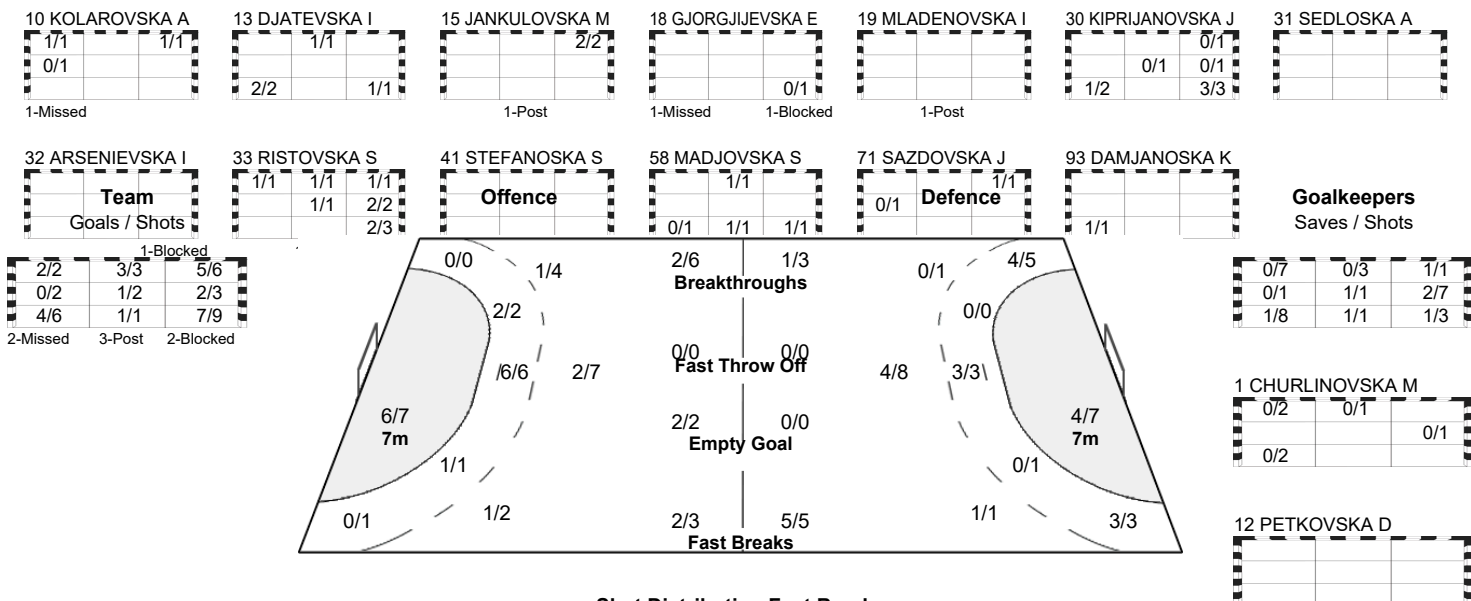 10 KOLAROVSKA A 13 DJATEVSKA I 15 JANKULOVSKA M 18 GJORGJIJEVSKA E 19 MLADENOVSKA I 30 KIPRIJANOVSKA J 31 SEDLOSKA A
1/1 1/1 1/1 2/2 0/1
0/1 0/1 0/1
2/2 1/1 0/1 1/2 3/3
1-Missed 1-Post 1-Missed 1-Blocked 1-Post
32 ARSENIEVSKA I 33 RISTOVSKA S 41 STEFANOSKA S 58 MADJOVSKA S 71 SAZDOVSKA J 93 DAMJANOSKA K
1/1 1/1 1/1 1/1 1/1
Team Offence Defence Goalkeepers
1/1 2/2 0/1
Goals / Shots Saves / Shots
2/3 0/1 1/1 1/1 1/1
1-Blocked
2/2 3/3 5/6
0/2 1/2 2/3
4/6 1/1 7/9
2-Missed 3-Post 2-Blocked
0/0 1/4 2/6 1/3 0/1 4/5
Breakthroughs
2/2 0/0
0/0 0/0
Fast Throw Off
6/6 2/7 4/8 3/3
6/7 2/2 0/0 4/7
7m Empty Goal 7m
1/1 0/1
0/1 1/2 2/3 5/5 1/1 3/3
Fast Breaks
0/7 0/3 1/1
0/1 1/1 2/7
1/8 1/1 1/3
1 CHURLINOVSKA M
0/2 0/1
0/1
0/2
12 PETKOVSKA D